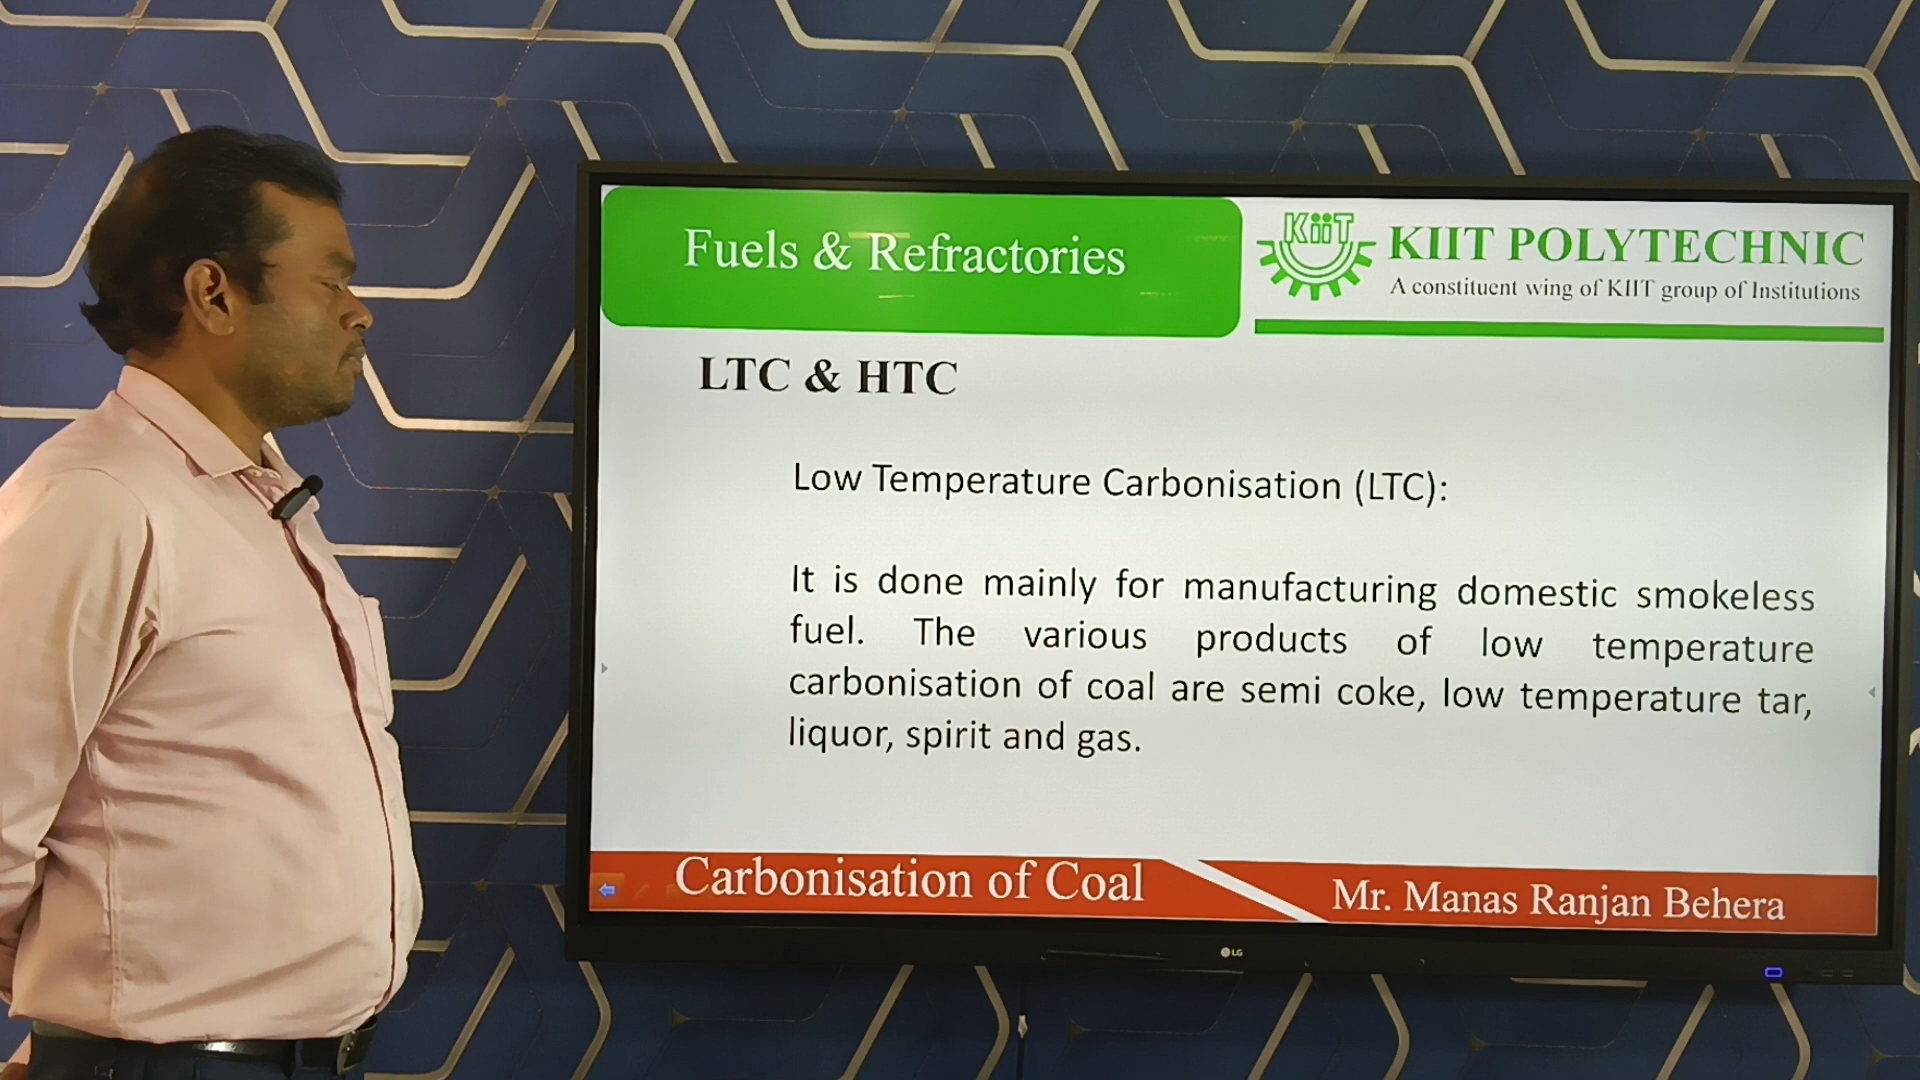 Fuels & Refractories
KiiT
KIIT POLYTECHNIC
A constituent wing of KIIT group of Institutions
LTC & HTC
Low Temperature Carbonisation (LTC):
It is done mainly for manufacturing domestic smokeless
fuel. The various products of low temperature
carbonisation of coal are semi coke, low temperature tar,
liquor, spirit and gas.
Carbonisation of Coal
Mr. Manas Ranjan Behera
LG